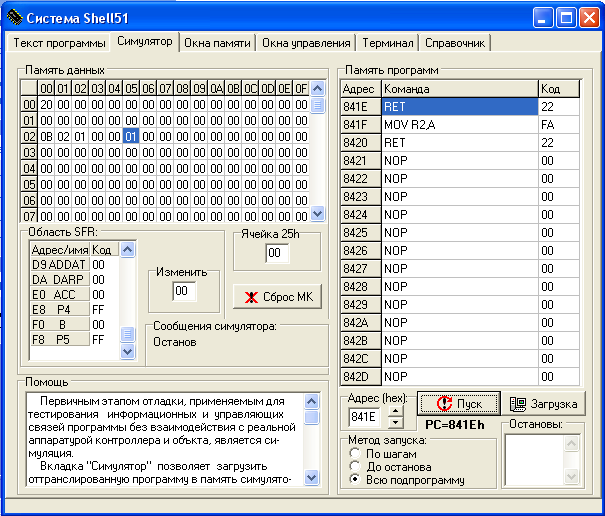 Система Shell51
Текст программы Симулятор Окна памяти Окна управления Терминал Справочник
Память данных
00 01 02 03 04 05 06 07 08 09 0A 0B 0C 0D 0E 0F
00 20 00 00 00 00 00 00 00 00 00 00 00 00 00 00 00
01 00 00 00 00 00 00 00 00 00 00 00 00 00 00 00 00
02 0B 02 01 00 00 01 00 00 00 00 00 00 00 00 00 00
03 00 00 00 00 00 00 00 00 00 00 00 00 00 00 00 00
04 00 00 00 00 00 00 00 00 00 00 00 00 00 00 00 00
05 00 00 00 00 00 00 00 00 00 00 00 00 00 00 00 00
06 00 00 00 00 00 00 00 00 00 00 00 00 00 00 00 00
07 00 00 00 00 00 00 00 00 00 00 00 00 00 00 00 00
Область SFR:
Адрес/имя Код
D9 ADDAT 00
DA DARP 00
E0 ACC 00
E8 P4 FF
F0 B 00
F8 P5 FF
Изменить
00
Ячейка 25h
00
Сброс МК
Сообщения симулятора:
Останов
Помощь
Первичным этапом отладки, применяемым для
тестирования информационных и управляющих
связей программы без взаимодействия с реальной
аппаратурой контроллера и объкта, является си-
муляция.
Вкладка "Симулятор" позволяет загрузить
оттранслированную программу в память симулято-
Память программ
Адрес Команда Код
841E RET 22
841F MOV R2,A FA
8420 RET 22
8421 NOP 00
8422 NOP 00
8423 NOP 00
8424 NOP 00
8425 NOP 00
8426 NOP 00
8427 NOP 00
8428 NOP 00
8429 NOP 00
842A NOP 00
842B NOP 00
842C NOP 00
842D NOP 00
Адрес (hex):
841E
Пуск
Загрузка
PC=841Eh
Метод запуска:
По шагам
До останова
Всю подпрограмму
Остановы: